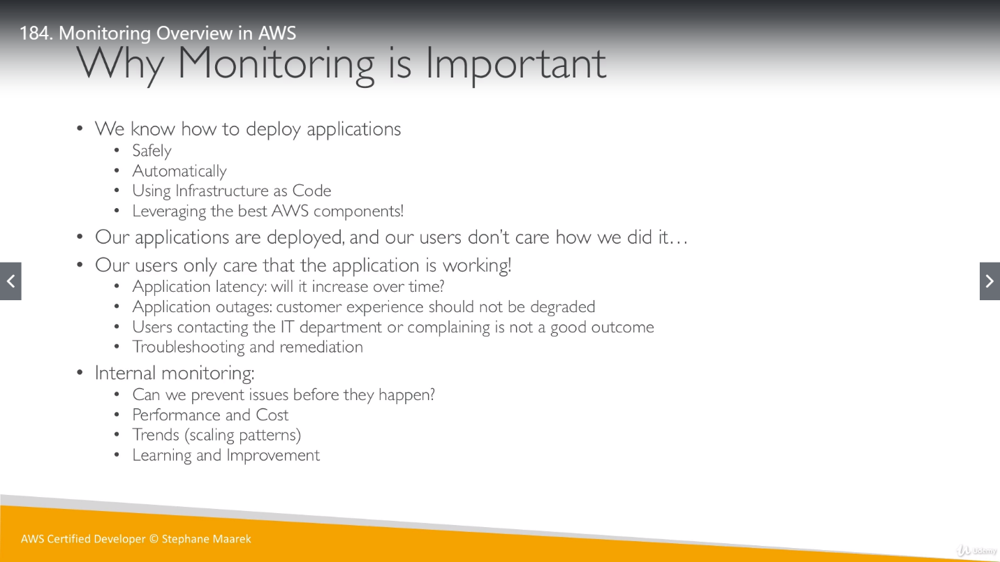 184. Monitoring Overview in AWS
Why Monitoring is Important
• We know how to deploy applications
• Safely
• Automatically
• Using Infrastructure as Code
• Leveraging the best AWS components!
• Our applications are deployed, and our users don't care how we did it…
• Our users only care that the application is working!
• Application latency: will it increase over time?
• Application outages: customer experience should not be degraded
• Users contacting the IT department or complaining is not a good outcome
• Troubleshooting and remediation
• Internal monitoring:
• Can we prevent issues before they happen?
• Performance and Cost
• Trends (scaling patterns)
• Learning and Improvement
AWS Certified Developer © Stephane Maarek
Udemy